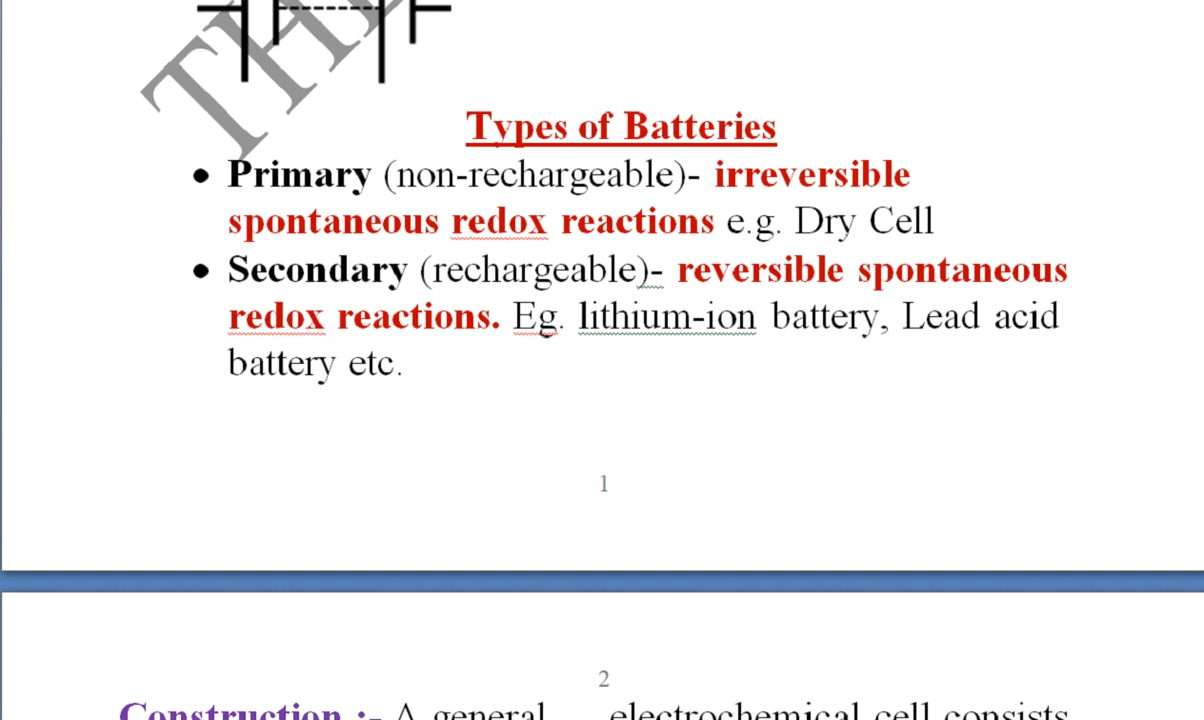 TH
Types of Batteries
• Primary (non-rechargeable)- irreversible
spontaneous redox reactions e.g. Dry Cell
• Secondary (rechargeable)- reversible spontaneous
redox reactions. Eg. lithium-ion battery, Lead acid
battery etc.
1
2
Construction :- A general electrochemical cell consists